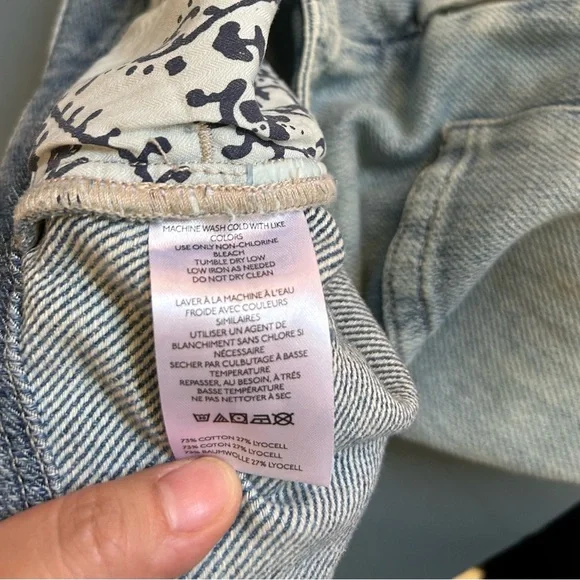 MACHINE WASH COLD WITH LIKE
COLORS
USE ONLY NON-CHLORINE
BLEACH
TUMBLE DRY LOW
LOW IRON AS NEEDED
DO NOT DRY CLEAN
LAVER À LA MACHINE À L'EAU
FROIDE AVEC COULEURS
SIMILAIRES
UTILISER UN AGENT DE
BLANCHIMENT SANS CHLORE SI
NÉCESSAIRE
SECHER PAR CULBUTAGE À BASSE
TEMPERATURE
REPASSER, AU BESOIN, À TRÈS
BASSE TEMPÉRATURE
NE PAS NETTOYER À SEC
73% COTTON 27% LYOCELL
73% COTON 27% LYOCELL
73% BAUMWOLLE 27% LYOCELL